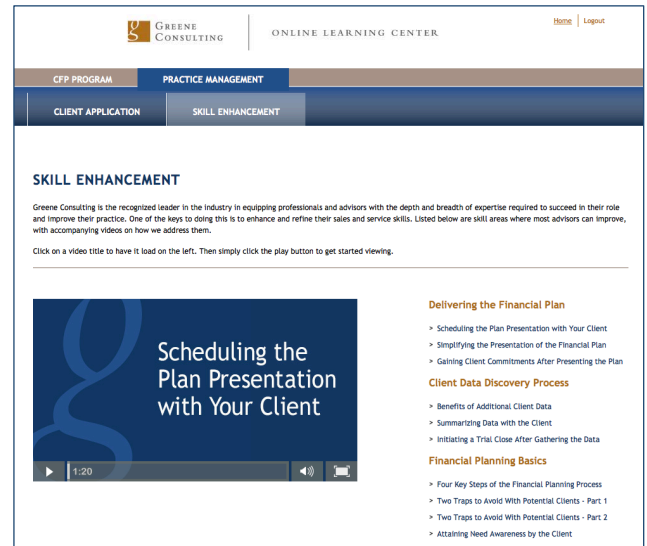 GREENE
CONSULTING
ONLINE LEARNING CENTER
Home
Logout
CFP PROGRAM
PRACTICE MANAGEMENT
CLIENT APPLICATION
SKILL ENHANCEMENT
SKILL ENHANCEMENT
Greene Consulting is the recognized leader in the industry in equipping professionals and advisors with the depth and breadth of expertise required to succeed in their role
and improve their practice. One of the keys to doing this is to enhance and refine their sales and service skills. Listed below are skill areas where most advisors can improve,
with accompanying videos on how we address them.
Click on a video title to have it load on the left. Then simply click the play button to get started viewing.
Scheduling the
Plan Presentation
with Your Client
1:20
Delivering the Financial Plan
> Scheduling the Plan Presentation with Your Client
> Simplifying the Presentation of the Financial Plan
> Gaining Client Commitments After Presenting the Plan
Client Data Discovery Process
> Benefits of Additional Client Data
> Summarizing Data with the Client
> Initiating a Trial Close After Gathering the Data
Financial Planning Basics
> Four Key Steps of the Financial Planning Process
> Two Traps to Avoid With Potential Clients - Part 1
> Two Traps to Avoid With Potential Clients - Part 2
> Attaining Need Awareness by the Client